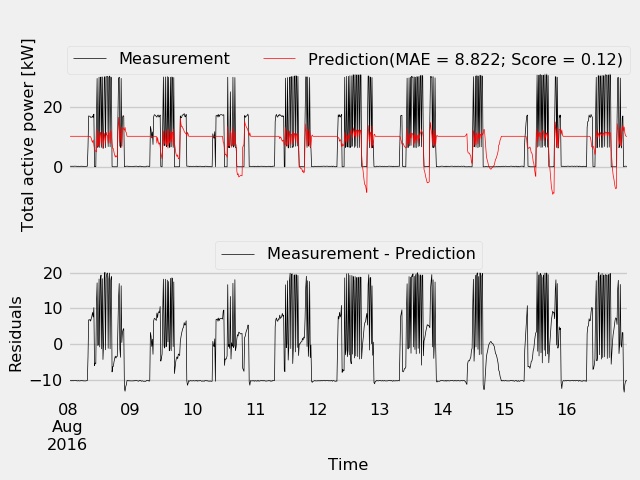 Measurement
Prediction(MAE = 8.822; Score = 0.12)
Total active power [kW]
20
0
Measurement - Prediction
Residuals
20
10
0
−10
08 09 10 11 12 13 14 15 16
Aug
2016
Time